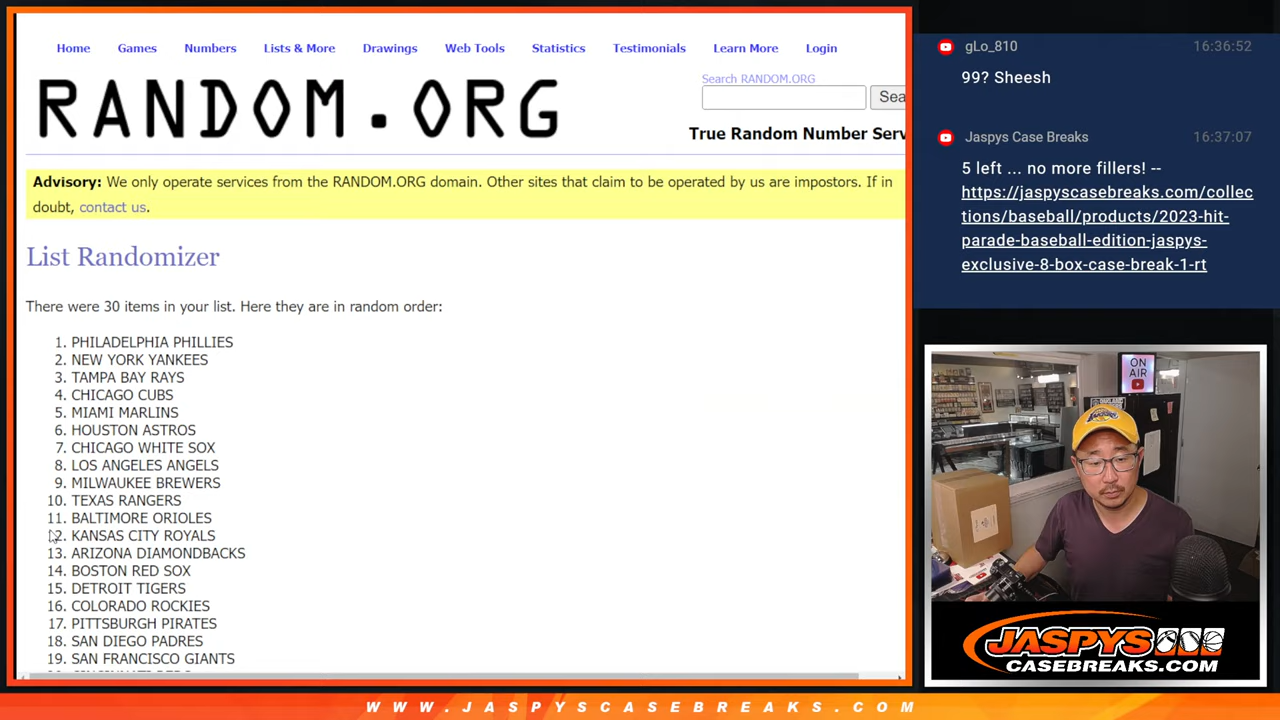 Home Games Numbers Lists & More Drawings Web Tools Statistics Testimonials Learn More Login
RANDOM.ORG
Search RANDOM.ORG
Sea
True Random Number Serv
Advisory: We only operate services from the RANDOM.ORG domain. Other sites that claim to be operated by us are impostors. If in
doubt, contact us.
List Randomizer
There were 30 items in your list. Here they are in random order:
1. PHILADELPHIA PHILLIES
2. NEW YORK YANKEES
3. TAMPA BAY RAYS
4. CHICAGO CUBS
5. MIAMI MARLINS
6. HOUSTON ASTROS
7. CHICAGO WHITE SOX
8. LOS ANGELES ANGELS
9. MILWAUKEE BREWERS
10. TEXAS RANGERS
11. BALTIMORE ORIOLES
12. KANSAS CITY ROYALS
13. ARIZONA DIAMONDBACKS
14. BOSTON RED SOX
15. DETROIT TIGERS
16. COLORADO ROCKIES
17. PITTSBURGH PIRATES
18. SAN DIEGO PADRES
19. SAN FRANCISCO GIANTS
gLo_810 16:36:52
99? Sheesh
Jaspys Case Breaks 16:37:07
5 left ... no more fillers! --
https://jaspyscasebreaks.com/collec
tions/baseball/products/2023-hit-
parade-baseball-edition-jaspys-
exclusive-8-box-case-break-1-rt
ON
AIR
JASPYS
CASEBREAKS.COM
WWW.JASPYSCASEBREAKS.COM